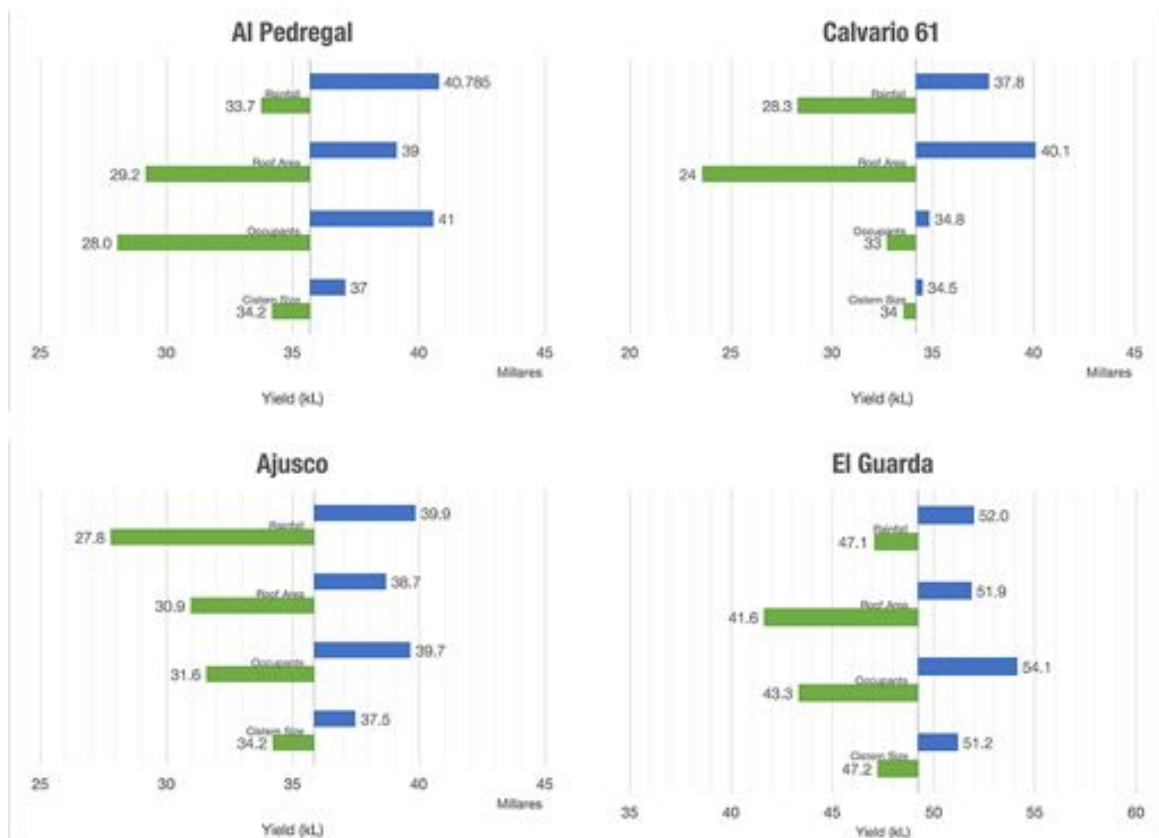 Al Pedregal
40.785
Rainfall
33.7
39
Roof Area
29.2
41
Occupants
28.0
37
Cistern Size
34.2
25 30 35 40 45
Millares
Yield (kL)
Calvario 61
37.8
Rainfall
28.3
40.1
Roof Area
24
34.8
Occupants
33
34.5
Cistern Size
34
20 25 30 35 40 45
Millares
Yield (kL)
Ajusco
39.9
Rainfall
27.8
38.7
Roof Area
30.9
39.7
Occupants
31.6
37.5
Cistern Size
34.2
25 30 35 40 45
Millares
Yield (kL)
El Guarda
52.0
Rainfall
47.1
51.9
Roof Area
41.6
54.1
Occupants
43.3
51.2
Cistern Size
47.2
35 40 45 50 55 60
Yield (kL)